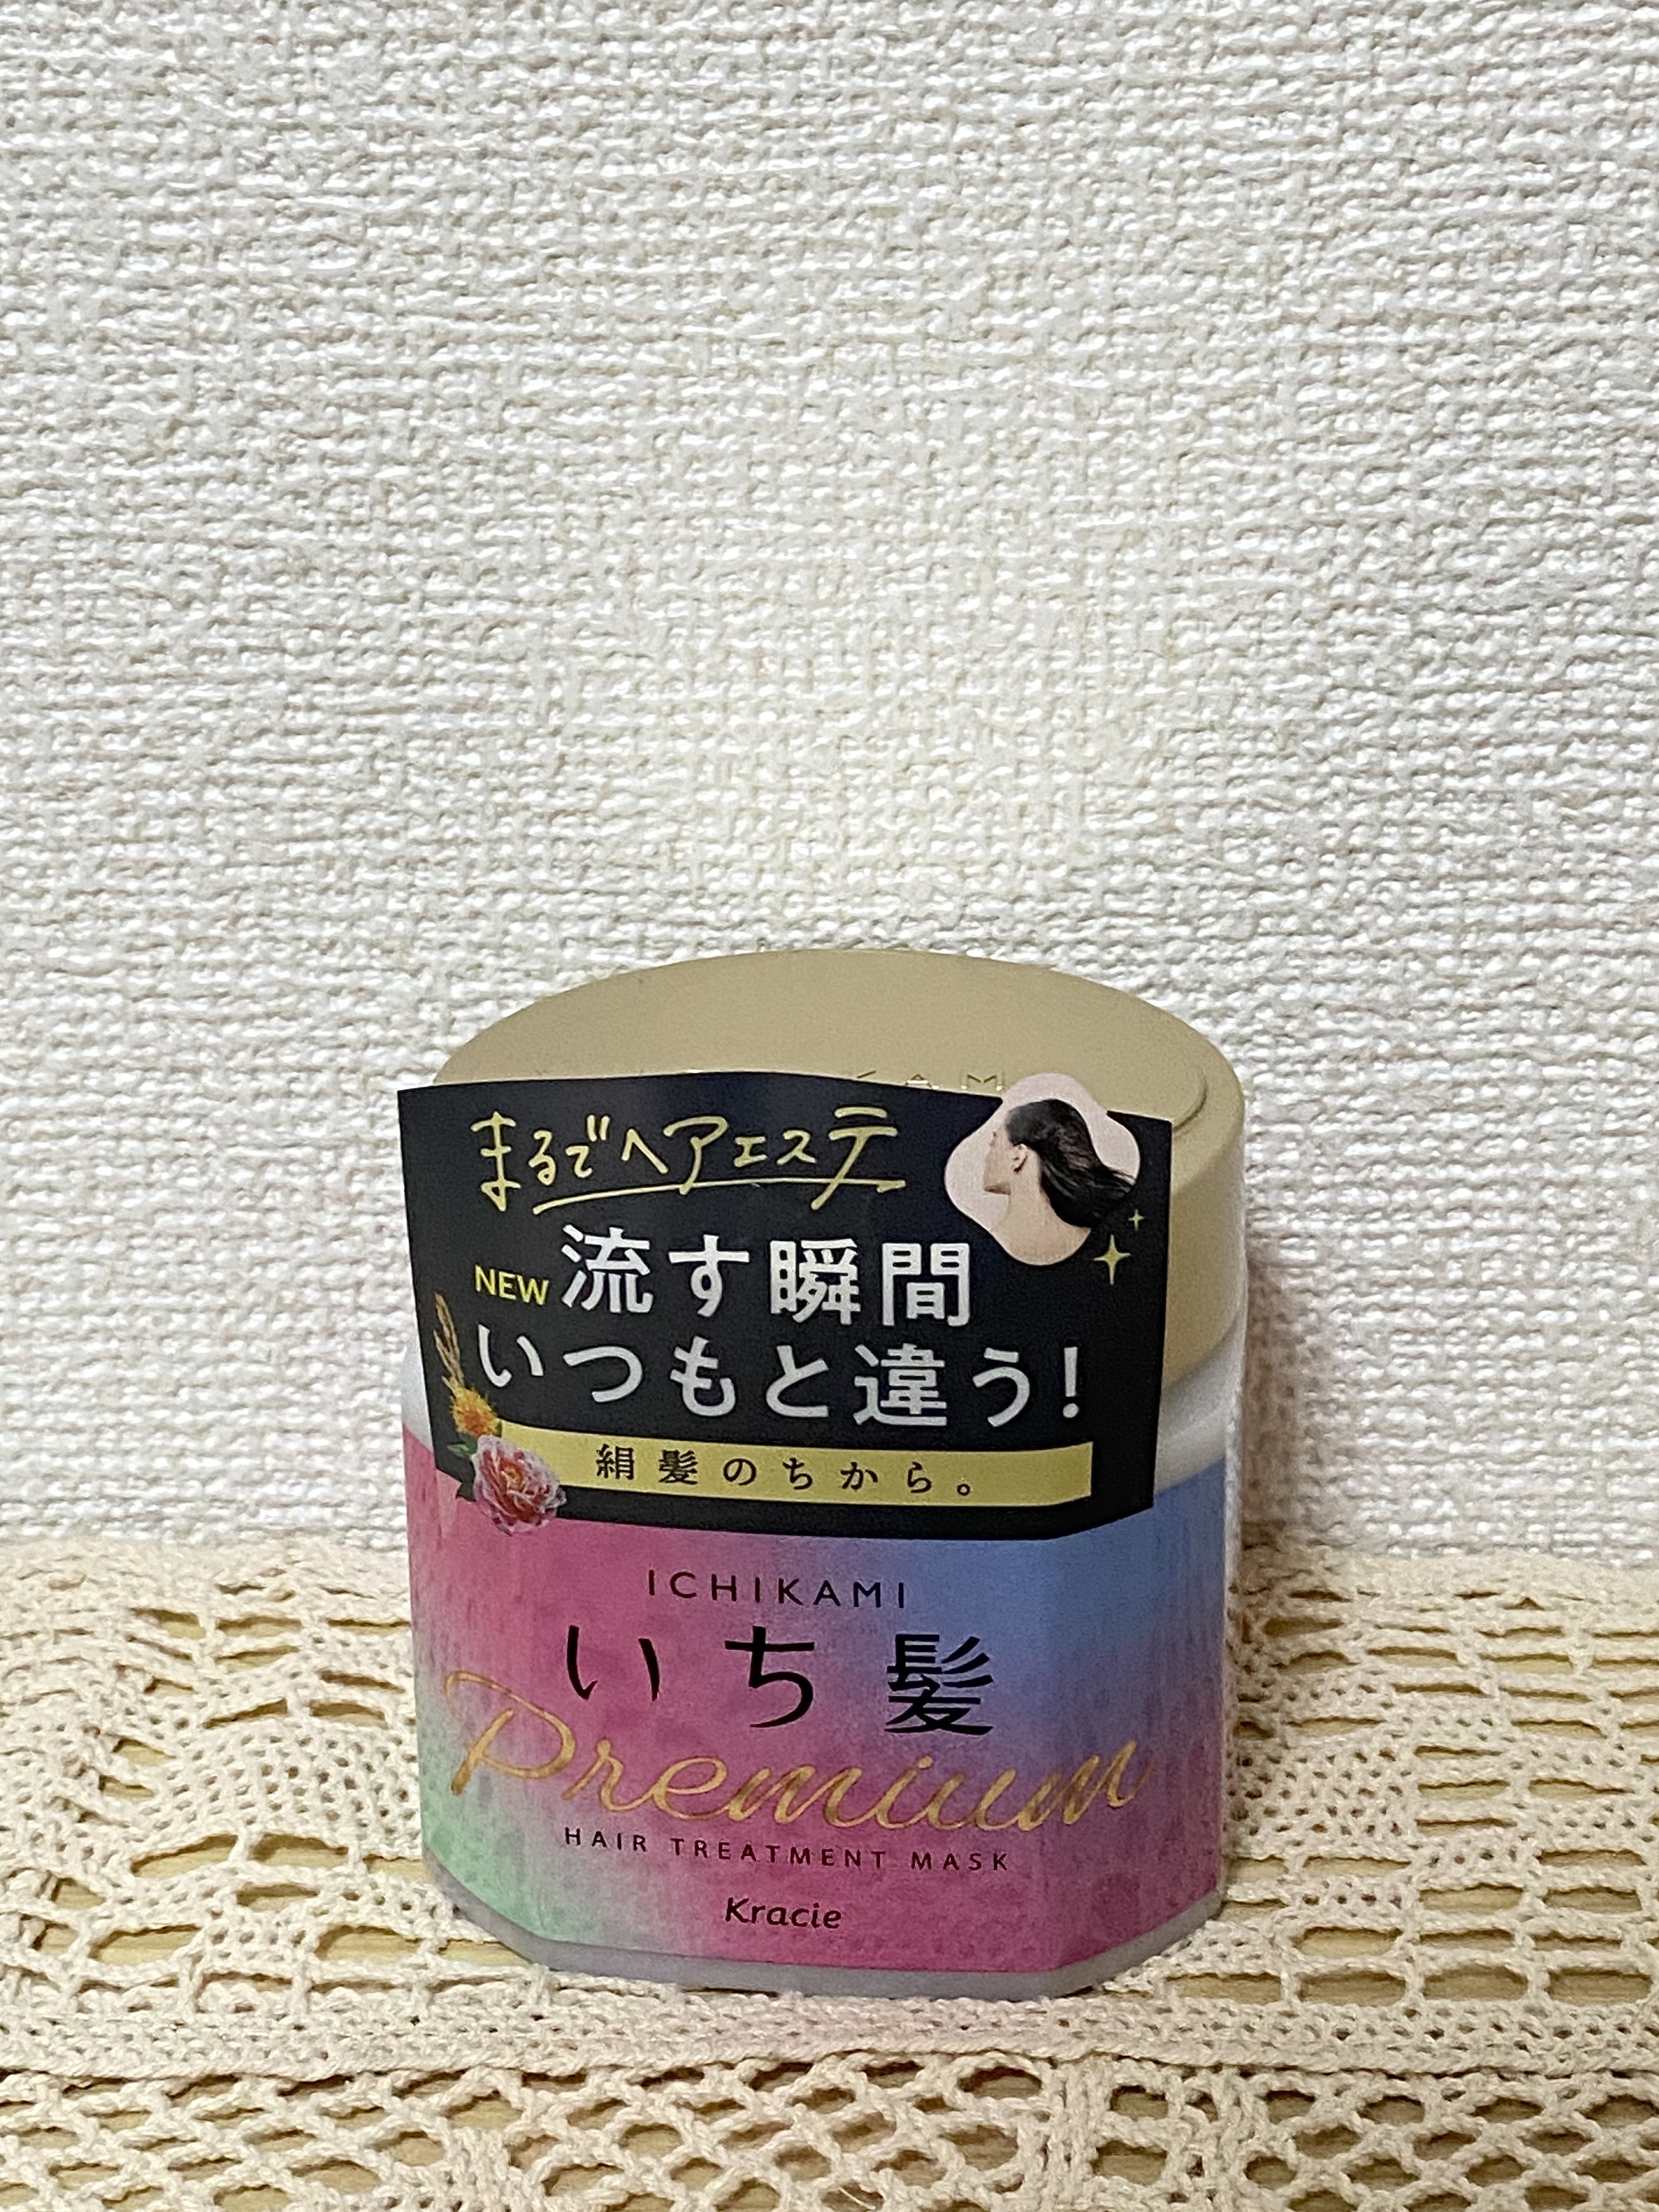 まるでヘアエステ
NEW 流す瞬間
いつもと違う!
絹髪のちから。
ICHIKAMI
いち髪
Premium
HAIR TREATMENT MASK
Kracie